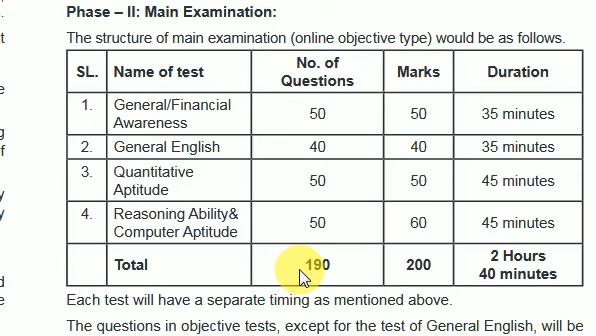 Phase – II: Main Examination:
The structure of main examination (online objective type) would be as follows.
SL. Name of test No. of Questions Marks Duration
1. General/Financial Awareness 50 50 35 minutes
2. General English 40 40 35 minutes
3. Quantitative Aptitude 50 50 45 minutes
4. Reasoning Ability& Computer Aptitude 50 60 45 minutes
Total 190 200 2 Hours 40 minutes
Each test will have a separate timing as mentioned above.
The questions in objective tests, except for the test of General English, will be